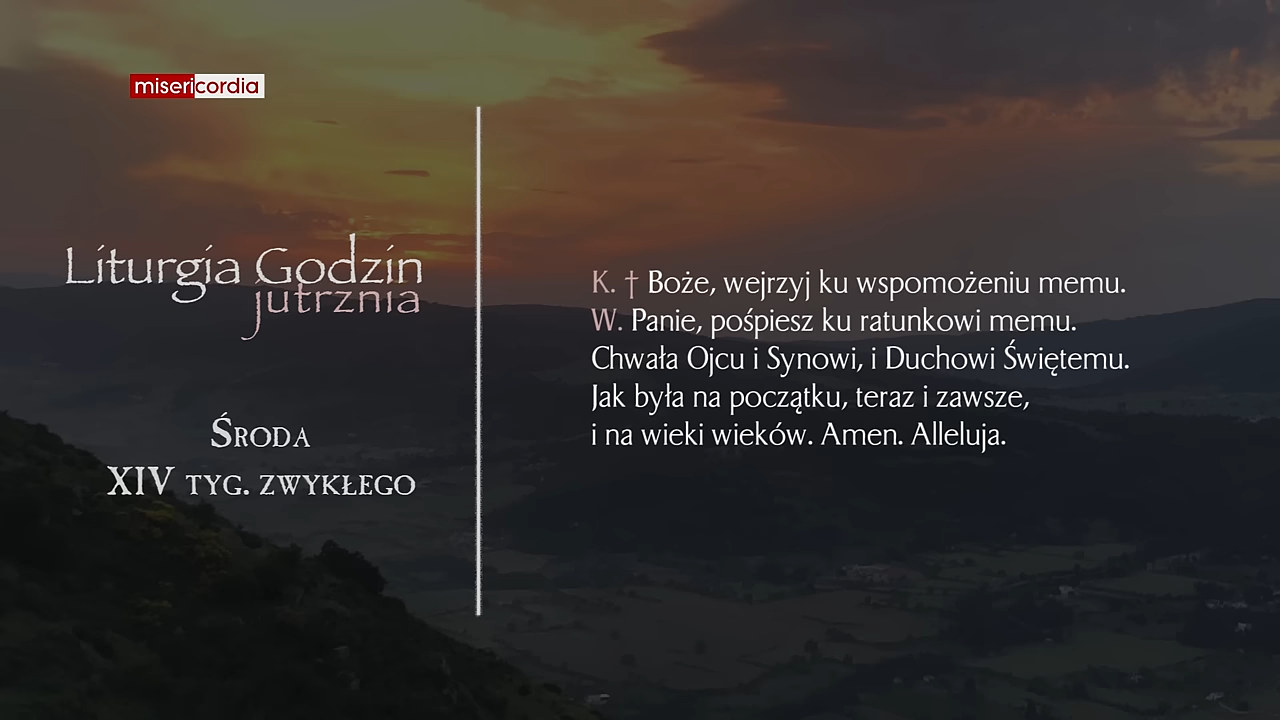 misericordia
Liturgia Godzin
jutrznia
Środa
XIV tyg. zwykłego
K. † Boże, wejrzyj ku wspomożeniu memu.
W. Panie, pośpiesz ku ratunkowi memu.
Chwała Ojcu i Synowi, i Duchowi Świętemu.
Jak była na początku, teraz i zawsze,
i na wieki wieków. Amen. Alleluja.